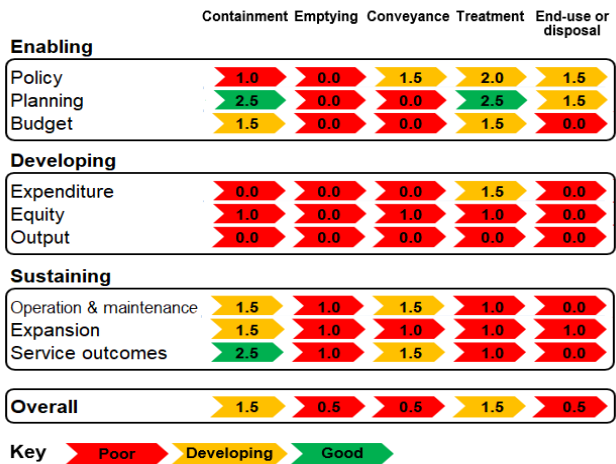 Containment Emptying Conveyance Treatment End-use or disposal
Enabling
Policy 1.0 0.0 1.5 2.0 1.5
Planning 2.5 0.0 0.0 2.5 1.5
Budget 1.5 0.0 0.0 1.5 0.0
Developing
Expenditure 0.0 0.0 0.0 1.5 0.0
Equity 1.0 0.0 1.0 1.0 0.0
Output 0.0 0.0 0.0 0.0 0.0
Sustaining
Operation & maintenance 1.5 1.0 1.5 1.0 0.0
Expansion 1.5 1.0 1.0 1.0 1.0
Service outcomes 2.5 1.0 1.5 1.0 0.0
Overall 1.5 0.5 0.5 1.5 0.5
Key Poor Developing Good